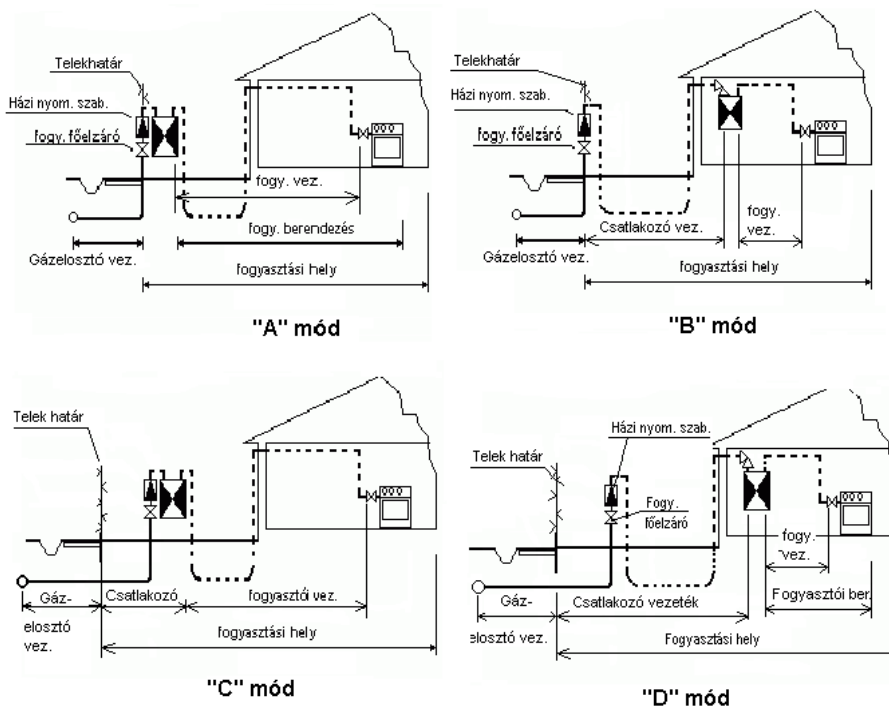 Telekhatár
Házi nyom. szab.
fogy. főelzáró
fogy. vez.
fogy. berendezés
Gázelosztó vez.
fogyasztási hely
"A" mód
Telekhatár
Házi nyom. szab.
fogy. főelzáró
Csatlakozó vez.
fogy.
vez.
Gázelosztó vez.
fogyasztási hely
"B" mód
Telek határ
Gáz-
elosztó
vez.
Csatlakozó
fogyasztói vez.
fogyasztási hely
"C" mód
Házi nyom. szab.
Telek határ
Fogy.
főelzáró
fogy.
vez.
Gáz-
elosztó vez.
Csatlakozó vezeték
Fogyasztói ber.
Fogyasztási hely
"D" mód